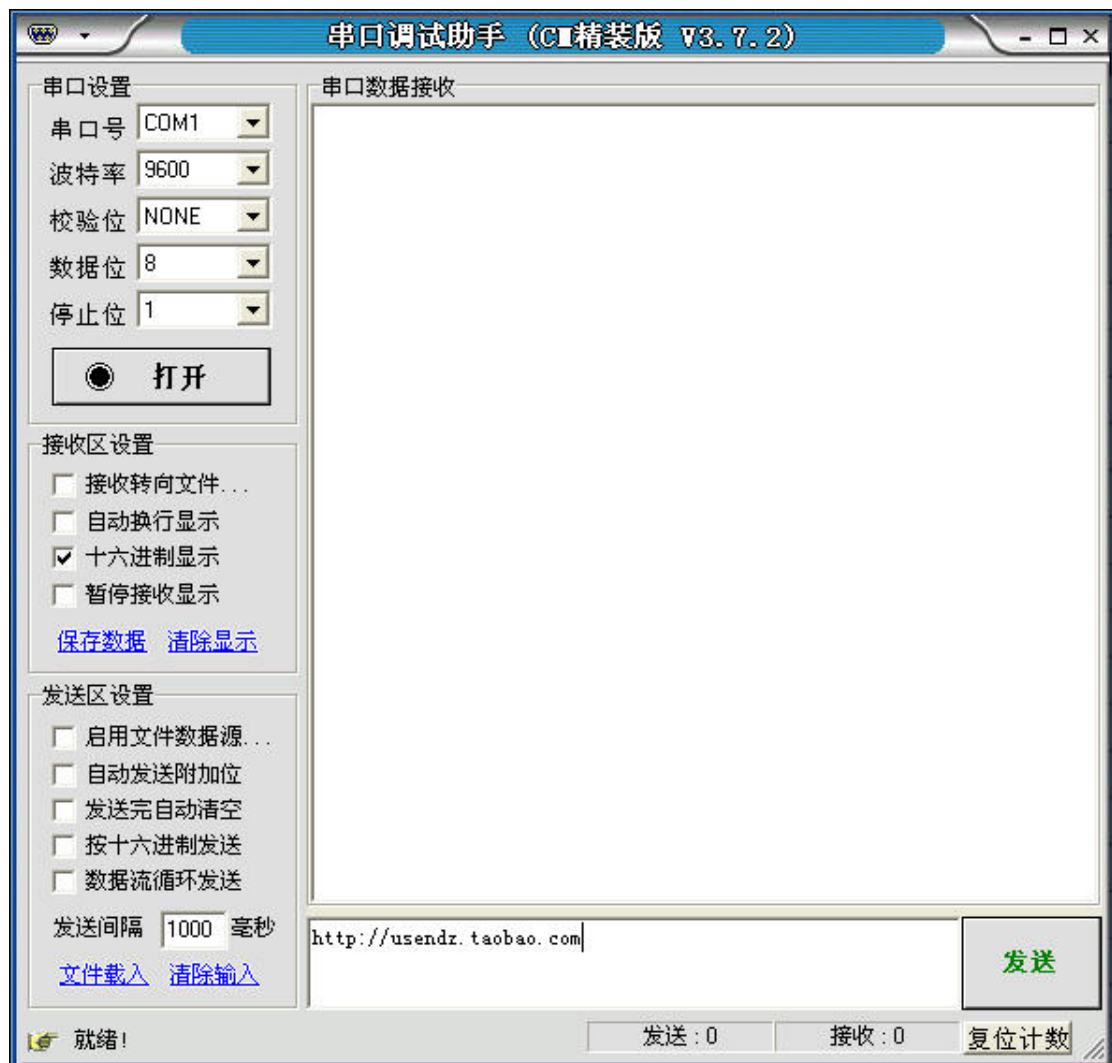 串口调试助手 (CM精装版 V3.7.2)
串口设置
串口号 COM1
波特率 9600
校验位 NONE
数据位 8
停止位 1
打开
接收区设置
接收转向文件...
自动换行显示
十六进制显示
暂停接收显示
保存数据 清除显示
发送区设置
启用文件数据源...
自动发送附加位
发送完自动清空
按十六进制发送
数据流循环发送
发送间隔 1000 毫秒
文件载入 清除输入
串口数据接收
http://usendz.taobao.com
发送
就绪!
发送:0
接收:0
复位计数